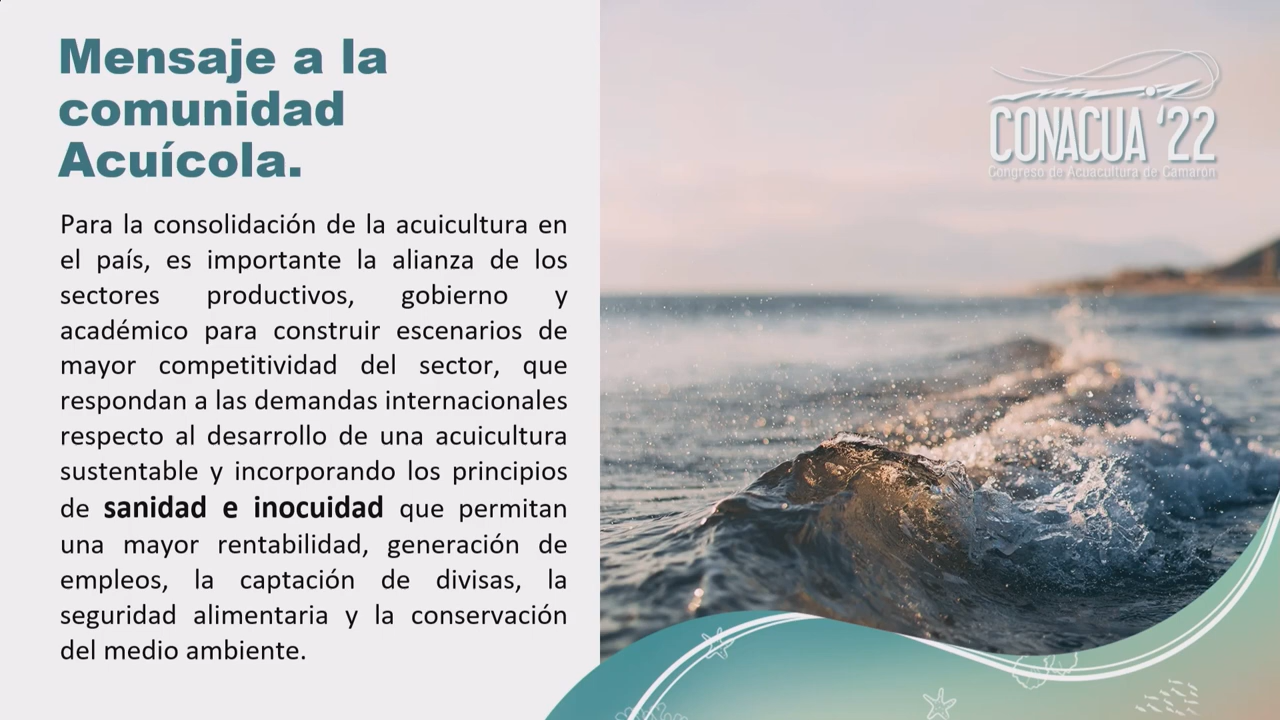 Mensaje a la
comunidad
Acuícola.
Para la consolidación de la acuicultura en
el país, es importante la alianza de los
sectores productivos, gobierno y
académico para construir escenarios de
mayor competitividad del sector, que
respondan a las demandas internacionales
respecto al desarrollo de una acuicultura
sustentable y incorporando los principios
de sanidad e inocuidad que permitan
una mayor rentabilidad, generación de
empleos, la captación de divisas, la
seguridad alimentaria y la conservación
del medio ambiente.
CONACUA '22
Congreso de Acuacultura de Camarón